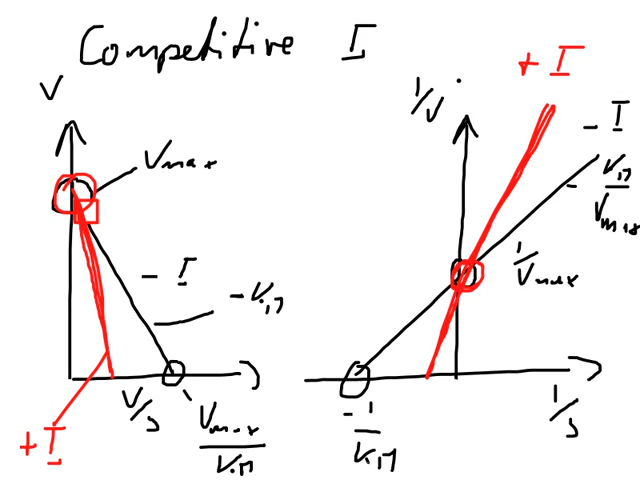 Competitive I
V
Vmax
- I
- Km
V/s
Vmax
Km
+ I
1/v
+ I
- I
Km
Vmax
1/Vmax
- 1
Km
1/s